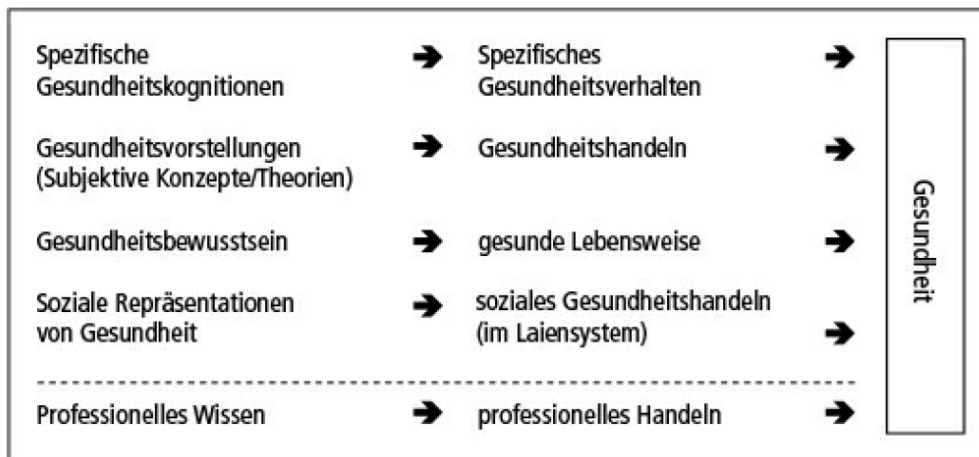 Spezifische
Gesundheitskognitionen
Spezifisches
Gesundheitsverhalten
Gesundheitsvorstellungen
(Subjektive Konzepte/Theorien)
Gesundheitshandeln
Gesundheitsbewusstsein
gesunde Lebensweise
Soziale Repräsentationen
von Gesundheit
soziales Gesundheitshandeln
(im Laiensystem)
Professionelles Wissen
professionelles Handeln
Gesundheit